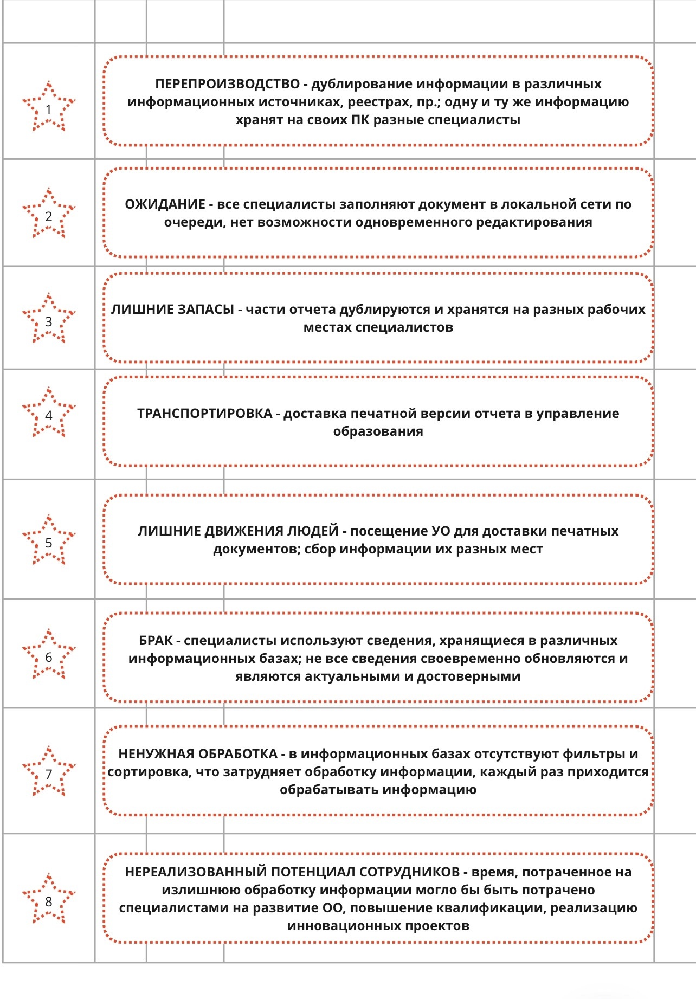 1
ПЕРЕПРОИЗВОДСТВО - дублирование информации в различных
информационных источниках, реестрах, пр.; одну и ту же информацию
хранят на своих ПК разные специалисты
2
ОЖИДАНИЕ - все специалисты заполняют документ в локальной сети по
очереди, нет возможности одновременного редактирования
3
ЛИШНИЕ ЗАПАСЫ - части отчета дублируются и хранятся на разных рабочих
местах специалистов
4
ТРАНСПОРТИРОВКА - доставка печатной версии отчета в управление
образования
5
ЛИШНИЕ ДВИЖЕНИЯ ЛЮДЕЙ - посещение УО для доставки печатных
документов; сбор информации их разных мест
6
БРАК - специалисты используют сведения, хранящиеся в различных
информационных базах; не все сведения своевременно обновляются и
являются актуальными и достоверными
7
НЕНУЖНАЯ ОБРАБОТКА - в информационных базах отсутствуют фильтры и
сортировка, что затрудняет обработку информации, каждый раз приходится
обрабатывать информацию
8
НЕРЕАЛИЗОВАННЫЙ ПОТЕНЦИАЛ СОТРУДНИКОВ - время, потраченное на
излишнюю обработку информации могло бы быть потрачено
специалистами на развитие ОО, повышение квалификации, реализацию
инновационных проектов